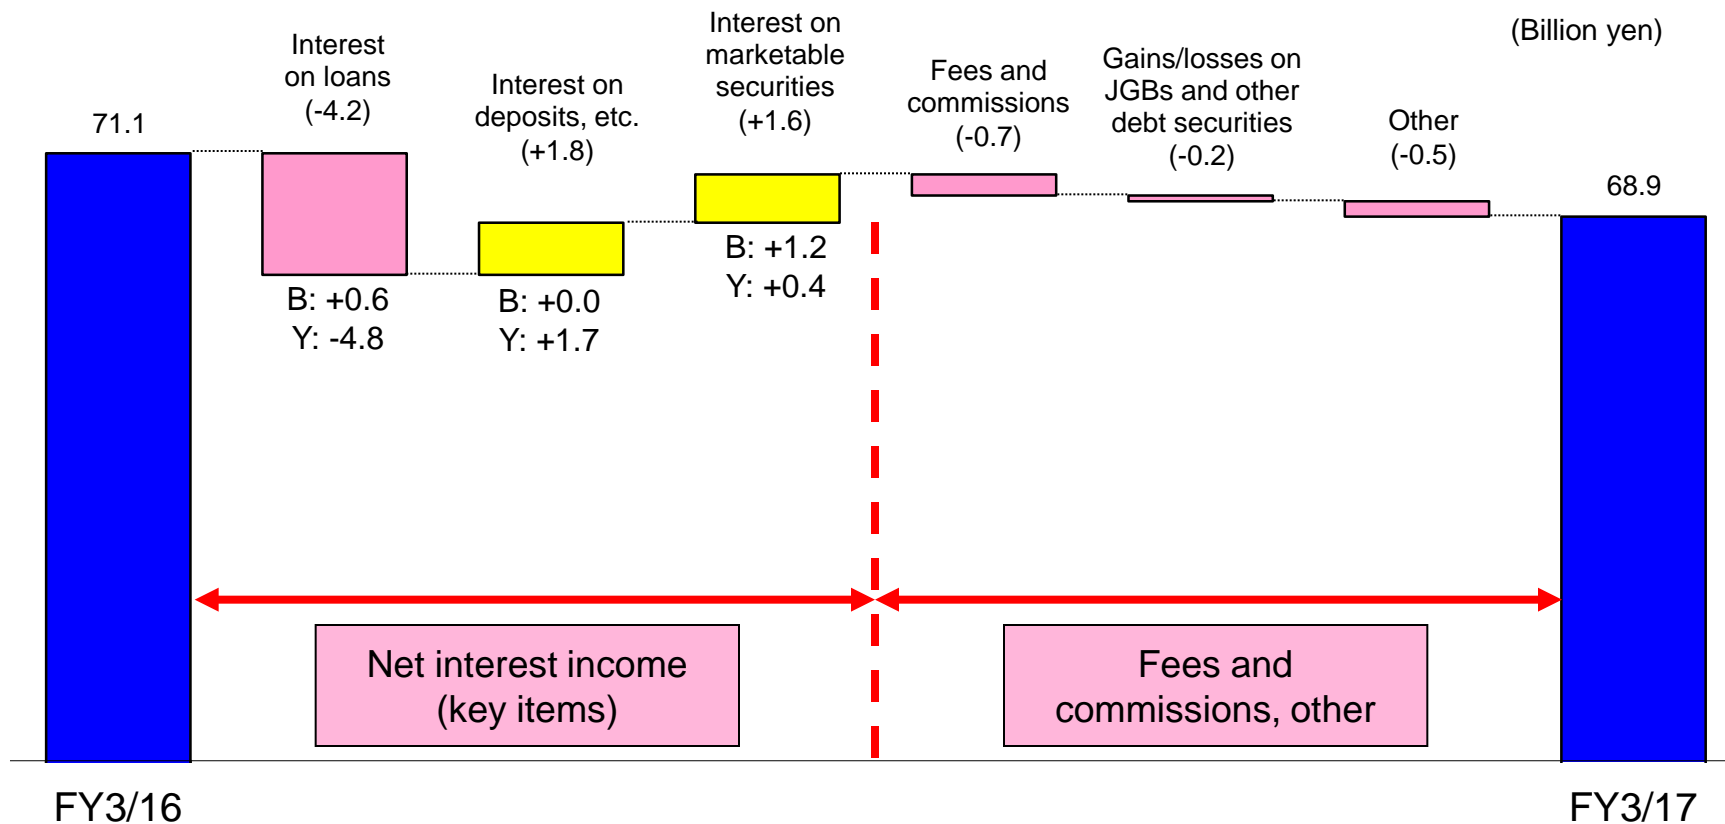 (Billion yen)
71.1
Interest
on loans
(-4.2)
B: +0.6
Y: -4.8
Interest on
deposits, etc.
(+1.8)
B: +0.0
Y: +1.7
Interest on
marketable
securities
(+1.6)
B: +1.2
Y: +0.4
Fees and
commissions
(-0.7)
Gains/losses on
JGBs and other
debt securities
(-0.2)
Other
(-0.5)
68.9
Net interest income
(key items)
Fees and
commissions, other
FY3/16
FY3/17